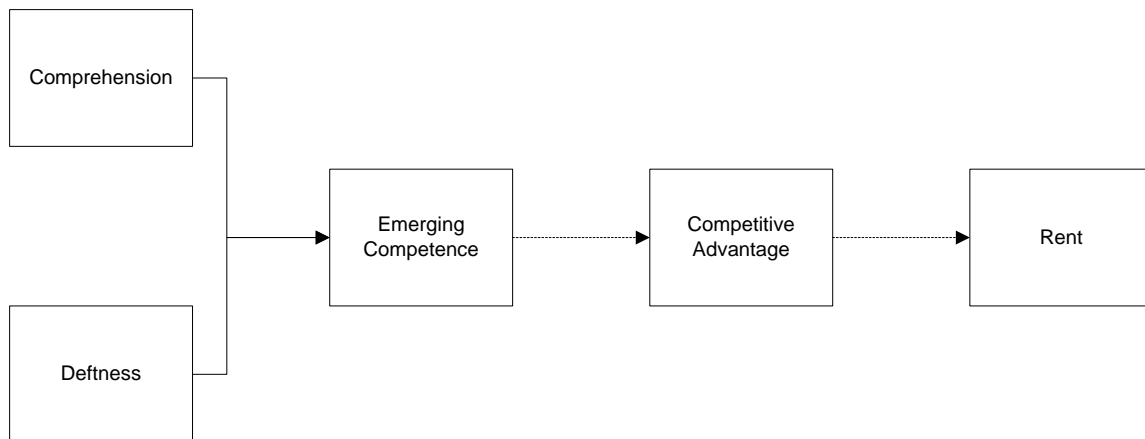 Comprehension
Emerging
Competence
Competitive
Advantage
Rent
Deftness